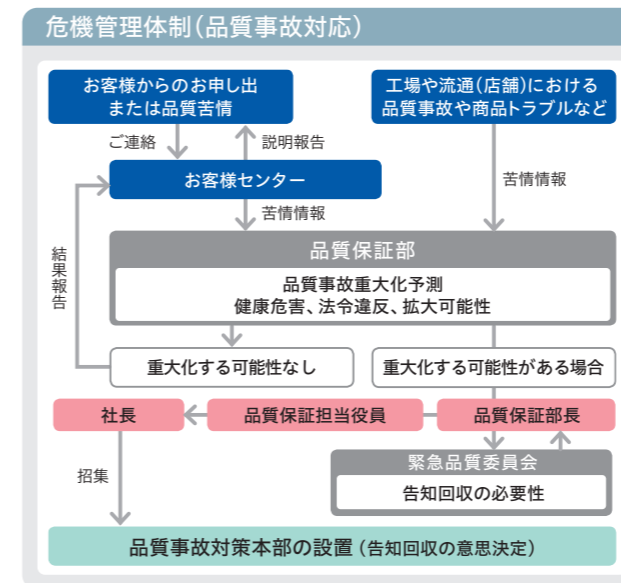 危機管理体制(品質事故対応)
お客様からのお申し出
または品質苦情
工場や流通(店舗)における
品質事故や商品トラブルなど
ご連絡
説明報告
お客様センター
苦情情報
苦情情報
結果報告
品質保証部
品質事故重大化予測
健康危害、法令違反、拡大可能性
重大化する可能性なし
重大化する可能性がある場合
社長
品質保証担当役員
品質保証部長
招集
緊急品質委員会
告知回収の必要性
品質事故対策本部の設置(告知回収の意思決定)